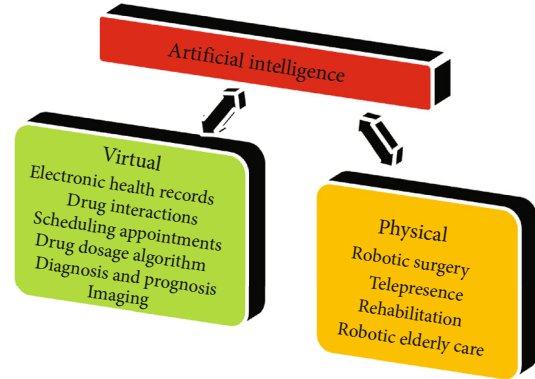 Artificial intelligence
Virtual
Electronic health records
Drug interactions
Scheduling appointments
Drug dosage algorithm
Diagnosis and prognosis
Imaging
Physical
Robotic surgery
Telepresence
Rehabilitation
Robotic elderly care